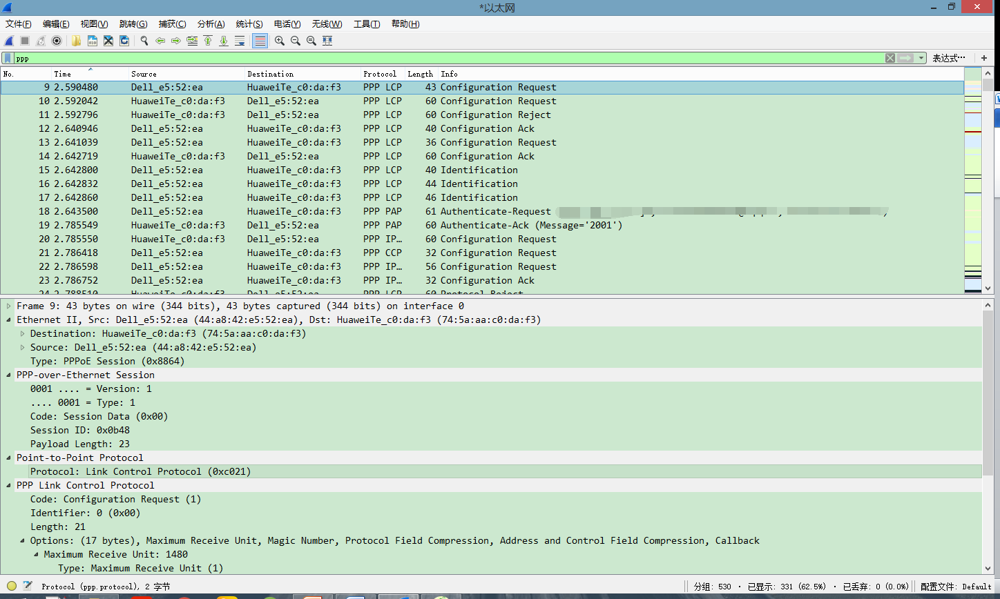 *以太网
文件(F) 编辑(E) 视图(V) 跳转(G) 捕获(C) 分析(A) 统计(S) 电话(Y) 无线(W) 工具(T) 帮助(H)
ppp 表达式… +
No. Time Source Destination Protocol Length Info
9 2.590480 Dell_e5:52:ea HuaweiTe_c0:da:f3 PPP LCP 43 Configuration Request
10 2.592042 HuaweiTe_c0:da:f3 Dell_e5:52:ea PPP LCP 60 Configuration Request
11 2.592796 HuaweiTe_c0:da:f3 Dell_e5:52:ea PPP LCP 60 Configuration Reject
12 2.640946 Dell_e5:52:ea HuaweiTe_c0:da:f3 PPP LCP 40 Configuration Ack
13 2.641039 Dell_e5:52:ea HuaweiTe_c0:da:f3 PPP LCP 36 Configuration Request
14 2.642719 HuaweiTe_c0:da:f3 Dell_e5:52:ea PPP LCP 60 Configuration Ack
15 2.642800 Dell_e5:52:ea HuaweiTe_c0:da:f3 PPP LCP 40 Identification
16 2.642832 Dell_e5:52:ea HuaweiTe_c0:da:f3 PPP LCP 44 Identification
17 2.642860 Dell_e5:52:ea HuaweiTe_c0:da:f3 PPP LCP 46 Identification
18 2.643500 Dell_e5:52:ea HuaweiTe_c0:da:f3 PPP PAP 61 Authenticate-Request
19 2.785549 HuaweiTe_c0:da:f3 Dell_e5:52:ea PPP PAP 60 Authenticate-Ack (Message='2001')
20 2.785550 HuaweiTe_c0:da:f3 Dell_e5:52:ea PPP IP… 60 Configuration Request
21 2.786418 Dell_e5:52:ea HuaweiTe_c0:da:f3 PPP CCP 32 Configuration Request
22 2.786598 Dell_e5:52:ea HuaweiTe_c0:da:f3 PPP IP… 56 Configuration Request
23 2.786752 Dell_e5:52:ea HuaweiTe_c0:da:f3 PPP IP… 32 Configuration Ack
24 2.788510 HuaweiTe_c0:da:f3 Dell_e5:52:ea PPP LCP 60 Protocol Reject
Frame 9: 43 bytes on wire (344 bits), 43 bytes captured (344 bits) on interface 0
Ethernet II, Src: Dell_e5:52:ea (44:a8:42:e5:52:ea), Dst: HuaweiTe_c0:da:f3 (74:5a:aa:c0:da:f3)
Destination: HuaweiTe_c0:da:f3 (74:5a:aa:c0:da:f3)
Source: Dell_e5:52:ea (44:a8:42:e5:52:ea)
Type: PPPoE Session (0x8864)
PPP-over-Ethernet Session
0001 .... = Version: 1
.... 0001 = Type: 1
Code: Session Data (0x00)
Session ID: 0x0b48
Payload Length: 23
Point-to-Point Protocol
Protocol: Link Control Protocol (0xc021)
PPP Link Control Protocol
Code: Configuration Request (1)
Identifier: 0 (0x00)
Length: 21
Options: (17 bytes), Maximum Receive Unit, Magic Number, Protocol Field Compression, Address and Control Field Compression, Callback
Maximum Receive Unit: 1480
Type: Maximum Receive Unit (1)
Protocol (ppp.protocol), 2 字节 分组: 530 · 已显示: 331 (62.5%) · 已丢弃: 0 (0.0%) 配置文件: Default